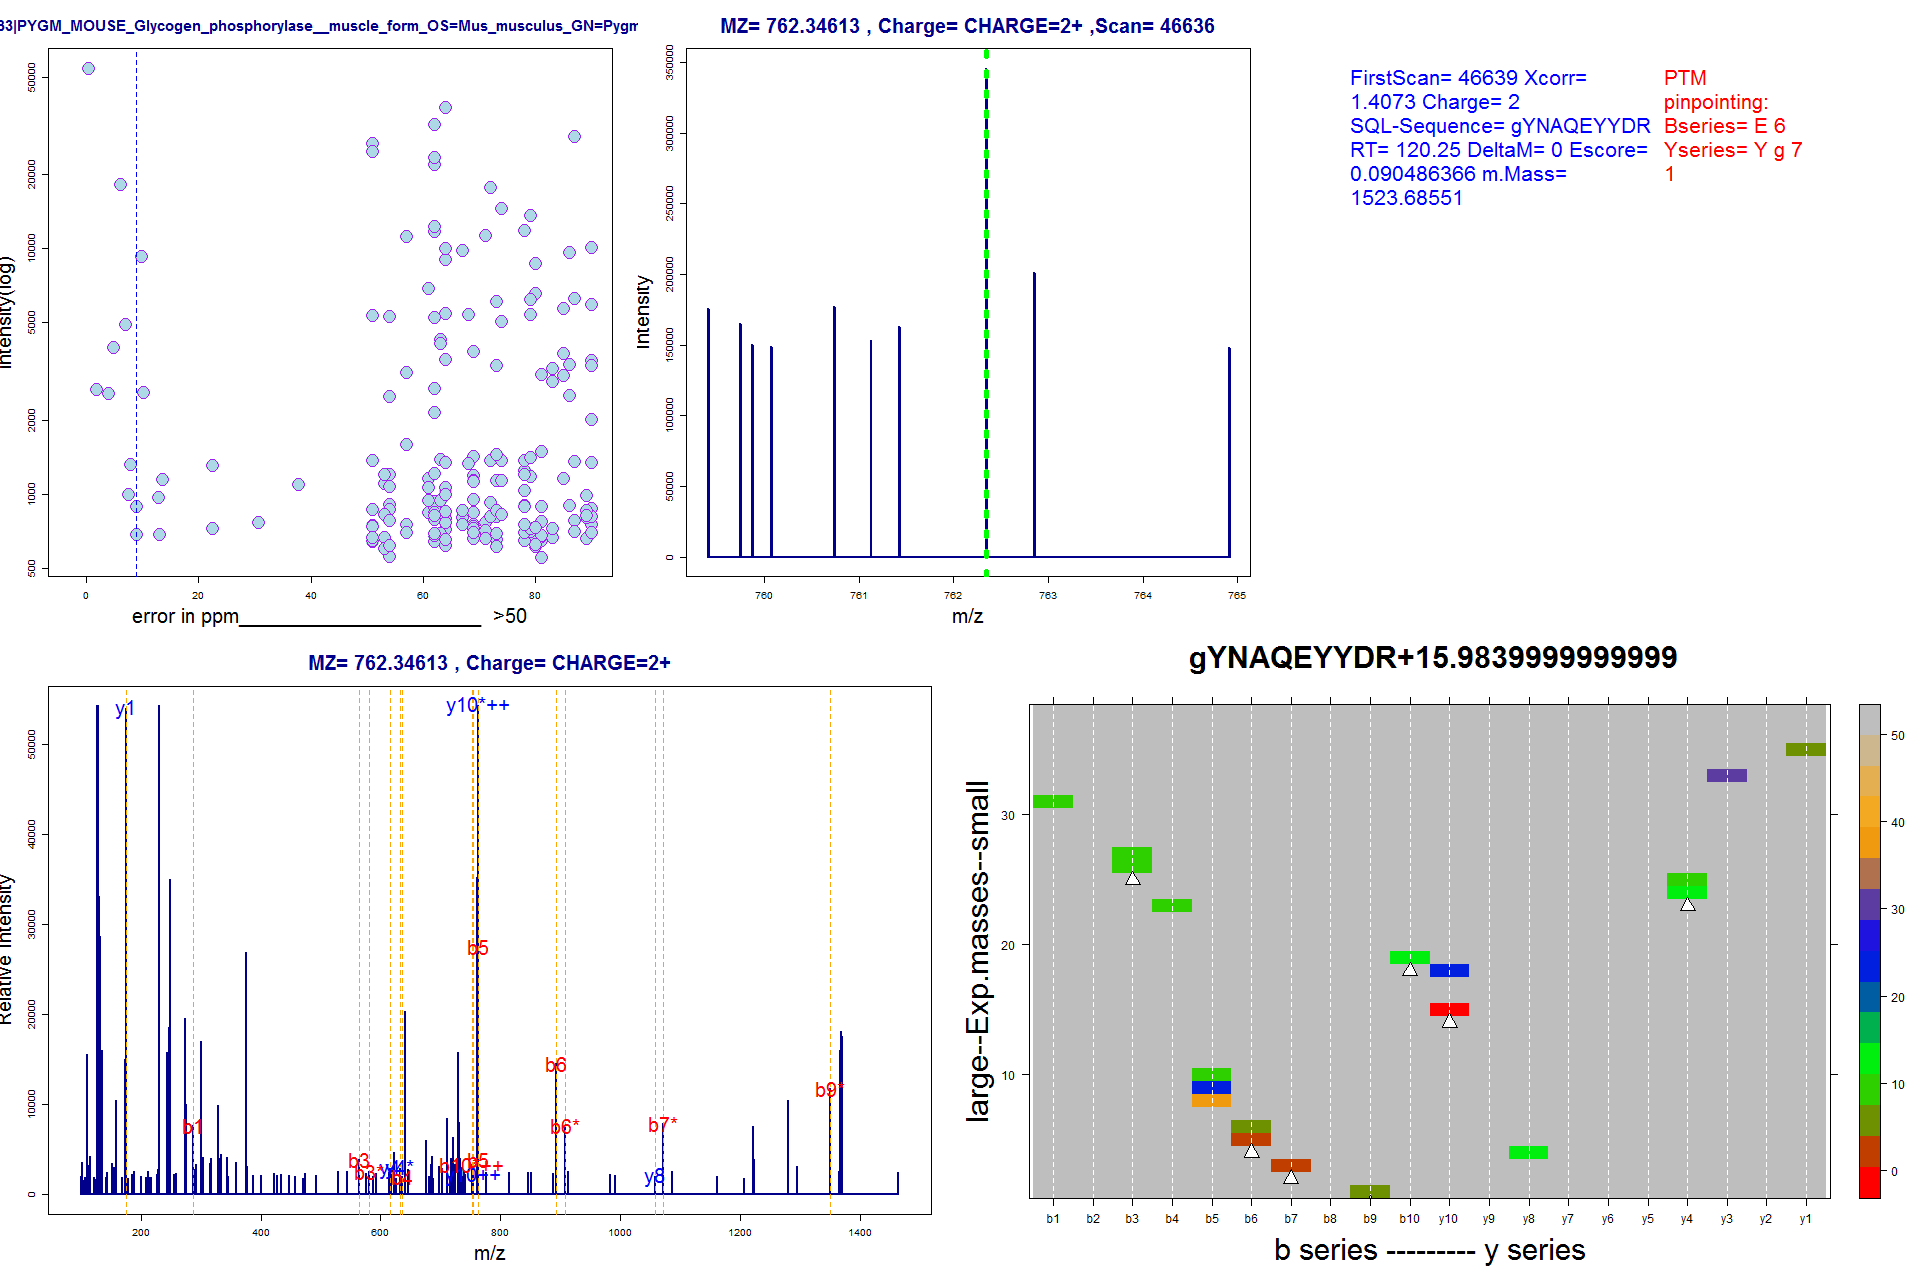 33|PYGM_MOUSE_Glycogen_phosphorylase__muscle_form_OS=Mus_musculus_GN=Pygm
Intensity(log)
50000
20000
10000
5000
2000
1000
500
0 20 40 60 80
error in ppm______________________ >50
MZ= 762.34613 , Charge= CHARGE=2+ ,Scan= 46636
Intensity
350000
300000
250000
200000
150000
100000
50000
0
760 761 762 763 764 765
m/z
FirstScan= 46639 Xcorr=
1.4073 Charge= 2
SQL-Sequence= gYNAQEYYDR
RT= 120.25 DeltaM= 0 Escore=
0.090486366 m.Mass=
1523.68551
PTM
pinpointing:
Bseries= E 6
Yseries= Y g 7
1
MZ= 762.34613 , Charge= CHARGE=2+
Relative Intensity
50000
40000
30000
20000
10000
0
y1
y10*++
b5
b6
b9*
b1
b6*
b7*
b3
b5
y8
200 400 600 800 1000 1200 1400
m/z
gYNAQEYYDR+15.9839999999999
large--Exp.masses--small
30
20
10
b1 b2 b3 b4 b5 b6 b7 b8 b9 b10 y10 y9 y8 y7 y6 y5 y4 y3 y2 y1
b series --------- y series
50
40
30
20
10
0